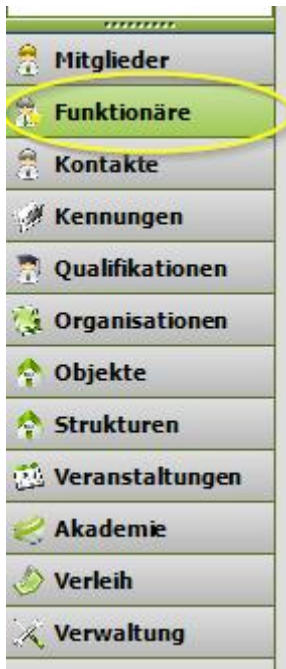 Mitglieder
Funktionäre
Kontakte
Kennungen
Qualifikationen
Organisationen
Objekte
Strukturen
Veranstaltungen
Akademie
Verleih
Verwaltung